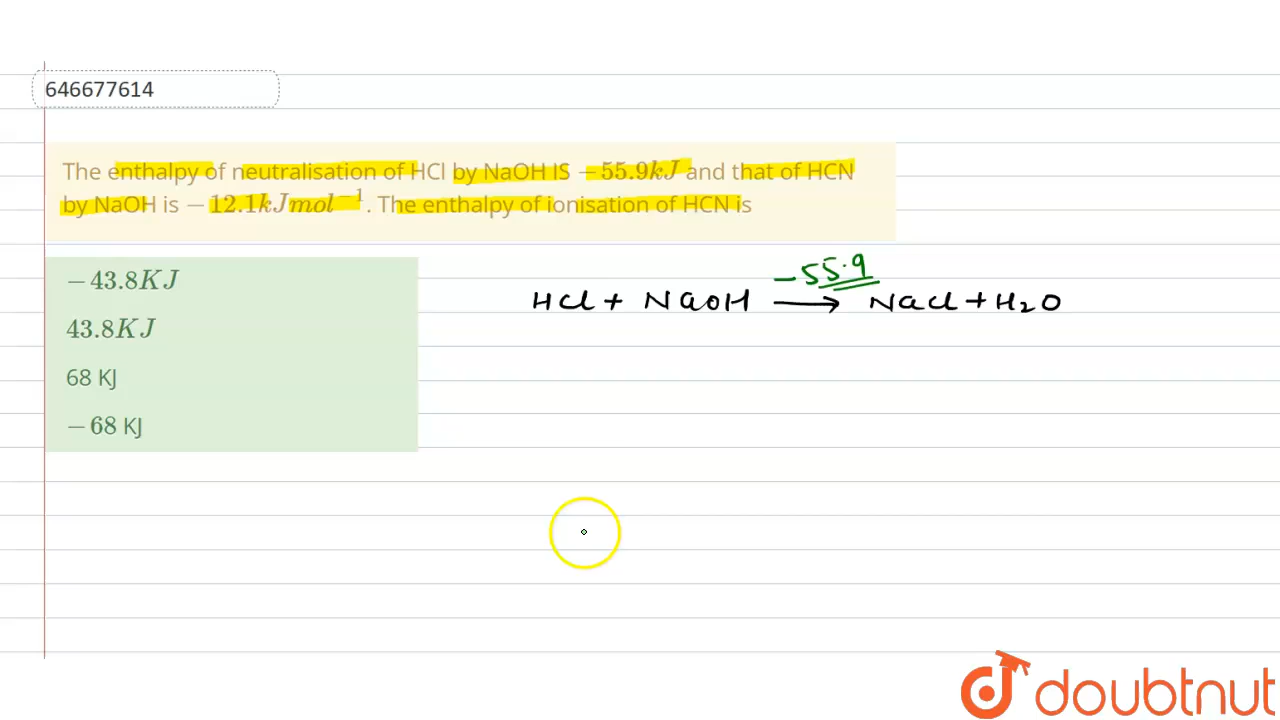 646677614
The enthalpy of neutralisation of HCl by NaOH IS −55.9kJ and that of HCN
by NaOH is −12.1kJmol⁻¹. The enthalpy of ionisation of HCN is
−43.8KJ
43.8KJ
68 KJ
−68 KJ
−55.9
HCl + NaOH ⟶ NaCl + H₂O
doubtnut